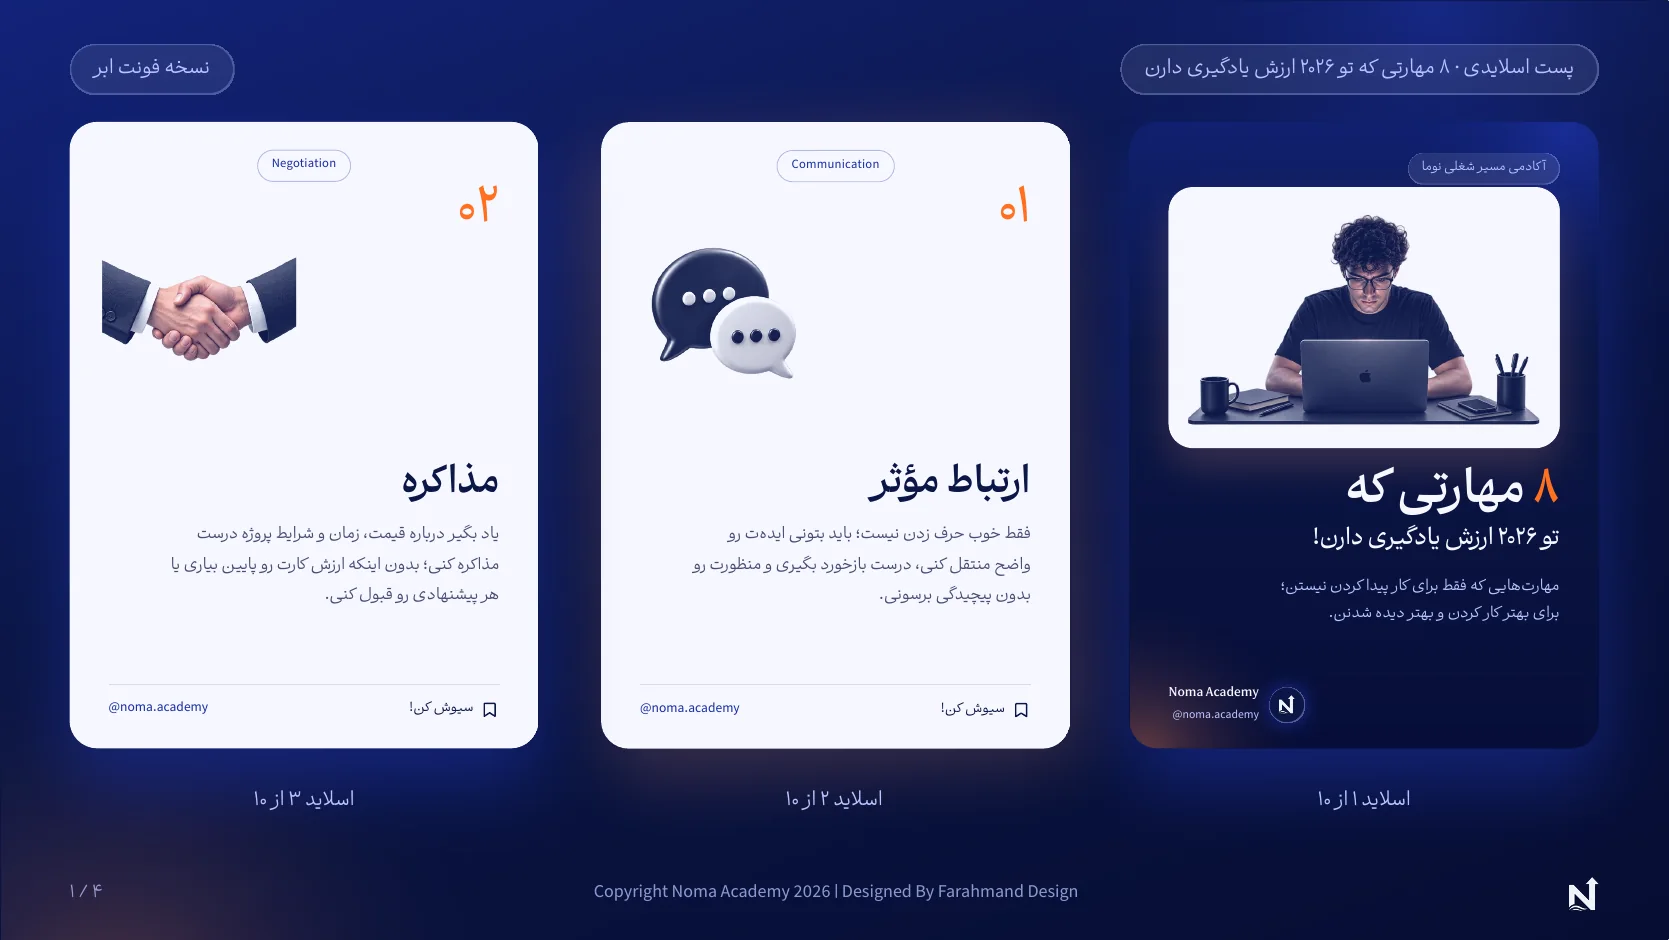 پست اسلایدی · ۸ مهارتی که تو ۲۰۲۶ ارزش یادگیری دارن
نسخه فونت ابر
آکادمی مسیر شغلی نوما
۸ مهارتی که
تو ۲۰۲۶ ارزش یادگیری دارن!
مهارت‌هایی که فقط برای کار پیدا کردن نیستن؛
برای بهتر کار کردن و بهتر دیده شدنن.
Noma Academy
@noma.academy
اسلاید ۱ از ۱۰
Communication
۰۱
ارتباط مؤثر
فقط خوب حرف زدن نیست؛ باید بتونی ایده‌ت رو
واضح منتقل کنی، درست بازخورد بگیری و منظورت رو
بدون پیچیدگی برسونی.
سیوش کن!
@noma.academy
اسلاید ۲ از ۱۰
Negotiation
۰۲
مذاکره
یاد بگیر درباره قیمت، زمان و شرایط پروژه درست
مذاکره کنی؛ بدون اینکه ارزش کارت رو پایین بیاری یا
هر پیشنهادی رو قبول کنی.
سیوش کن!
@noma.academy
اسلاید ۳ از ۱۰
Copyright Noma Academy 2026 | Designed By Farahmand Design
۱ / ۴